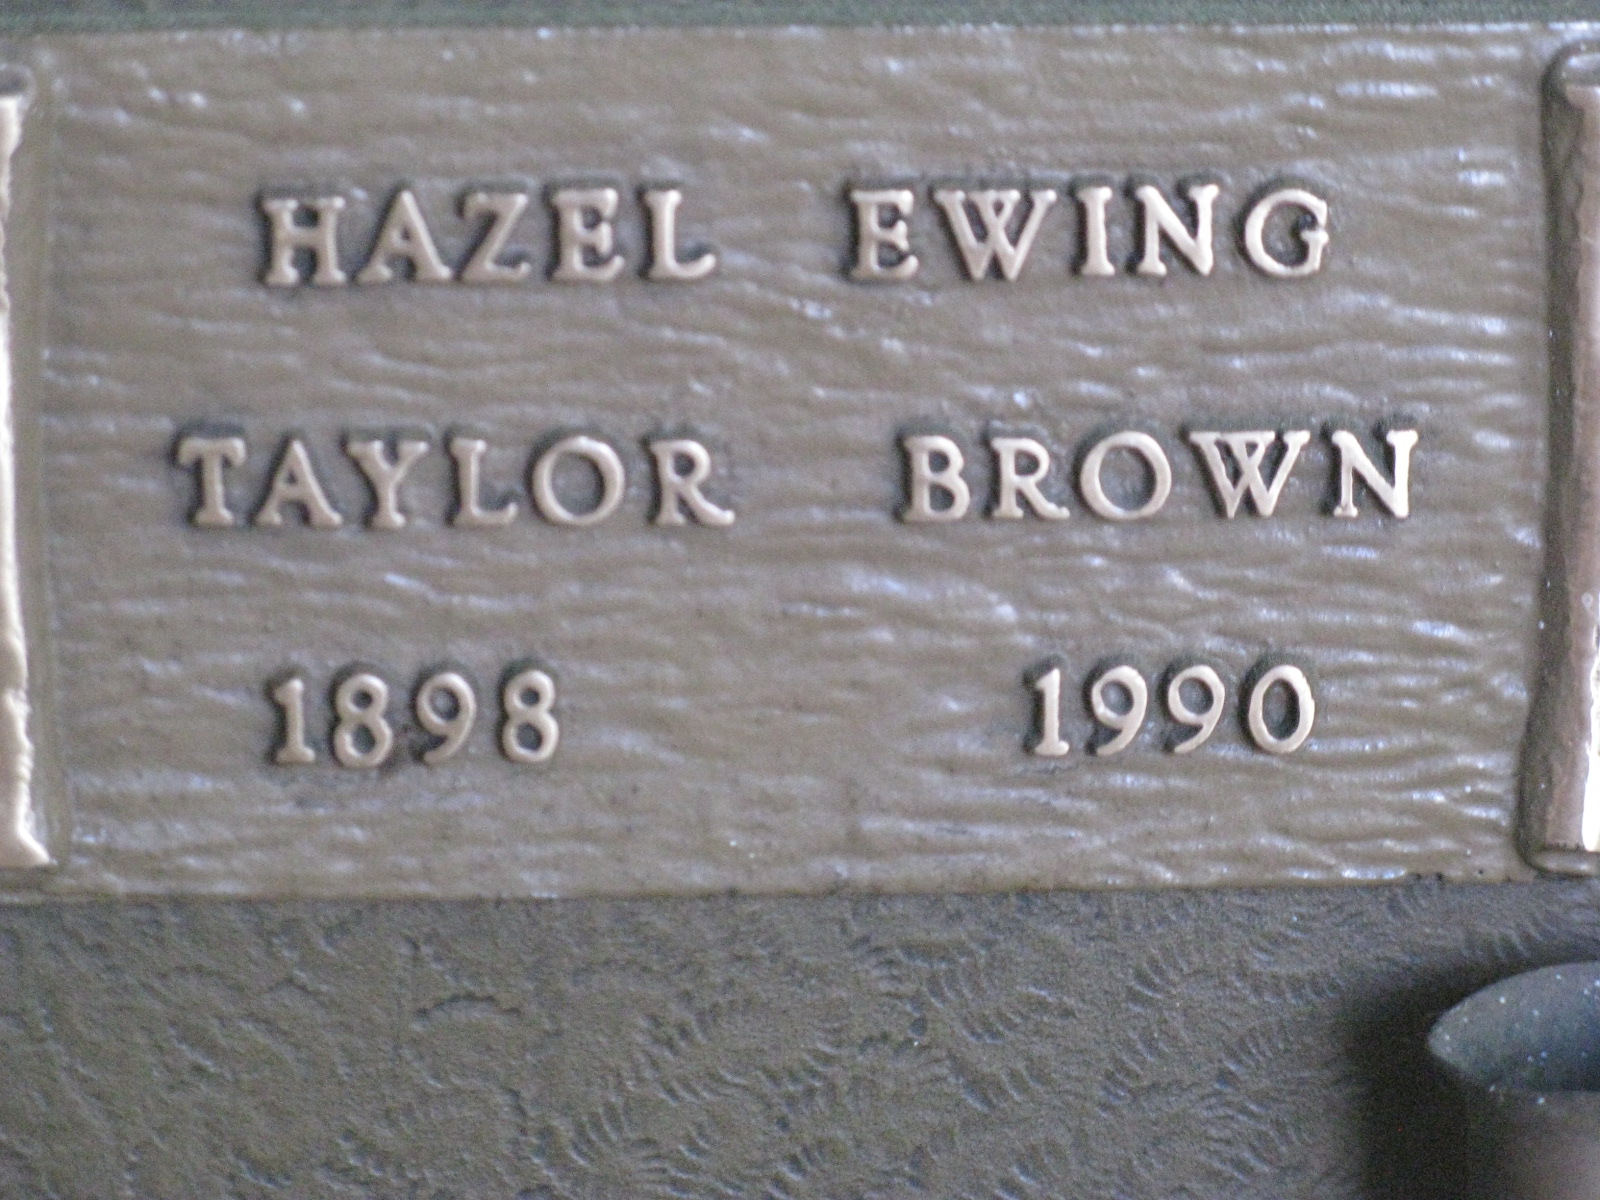 HAZEL EWING
TAYLOR BROWN
1898 1990